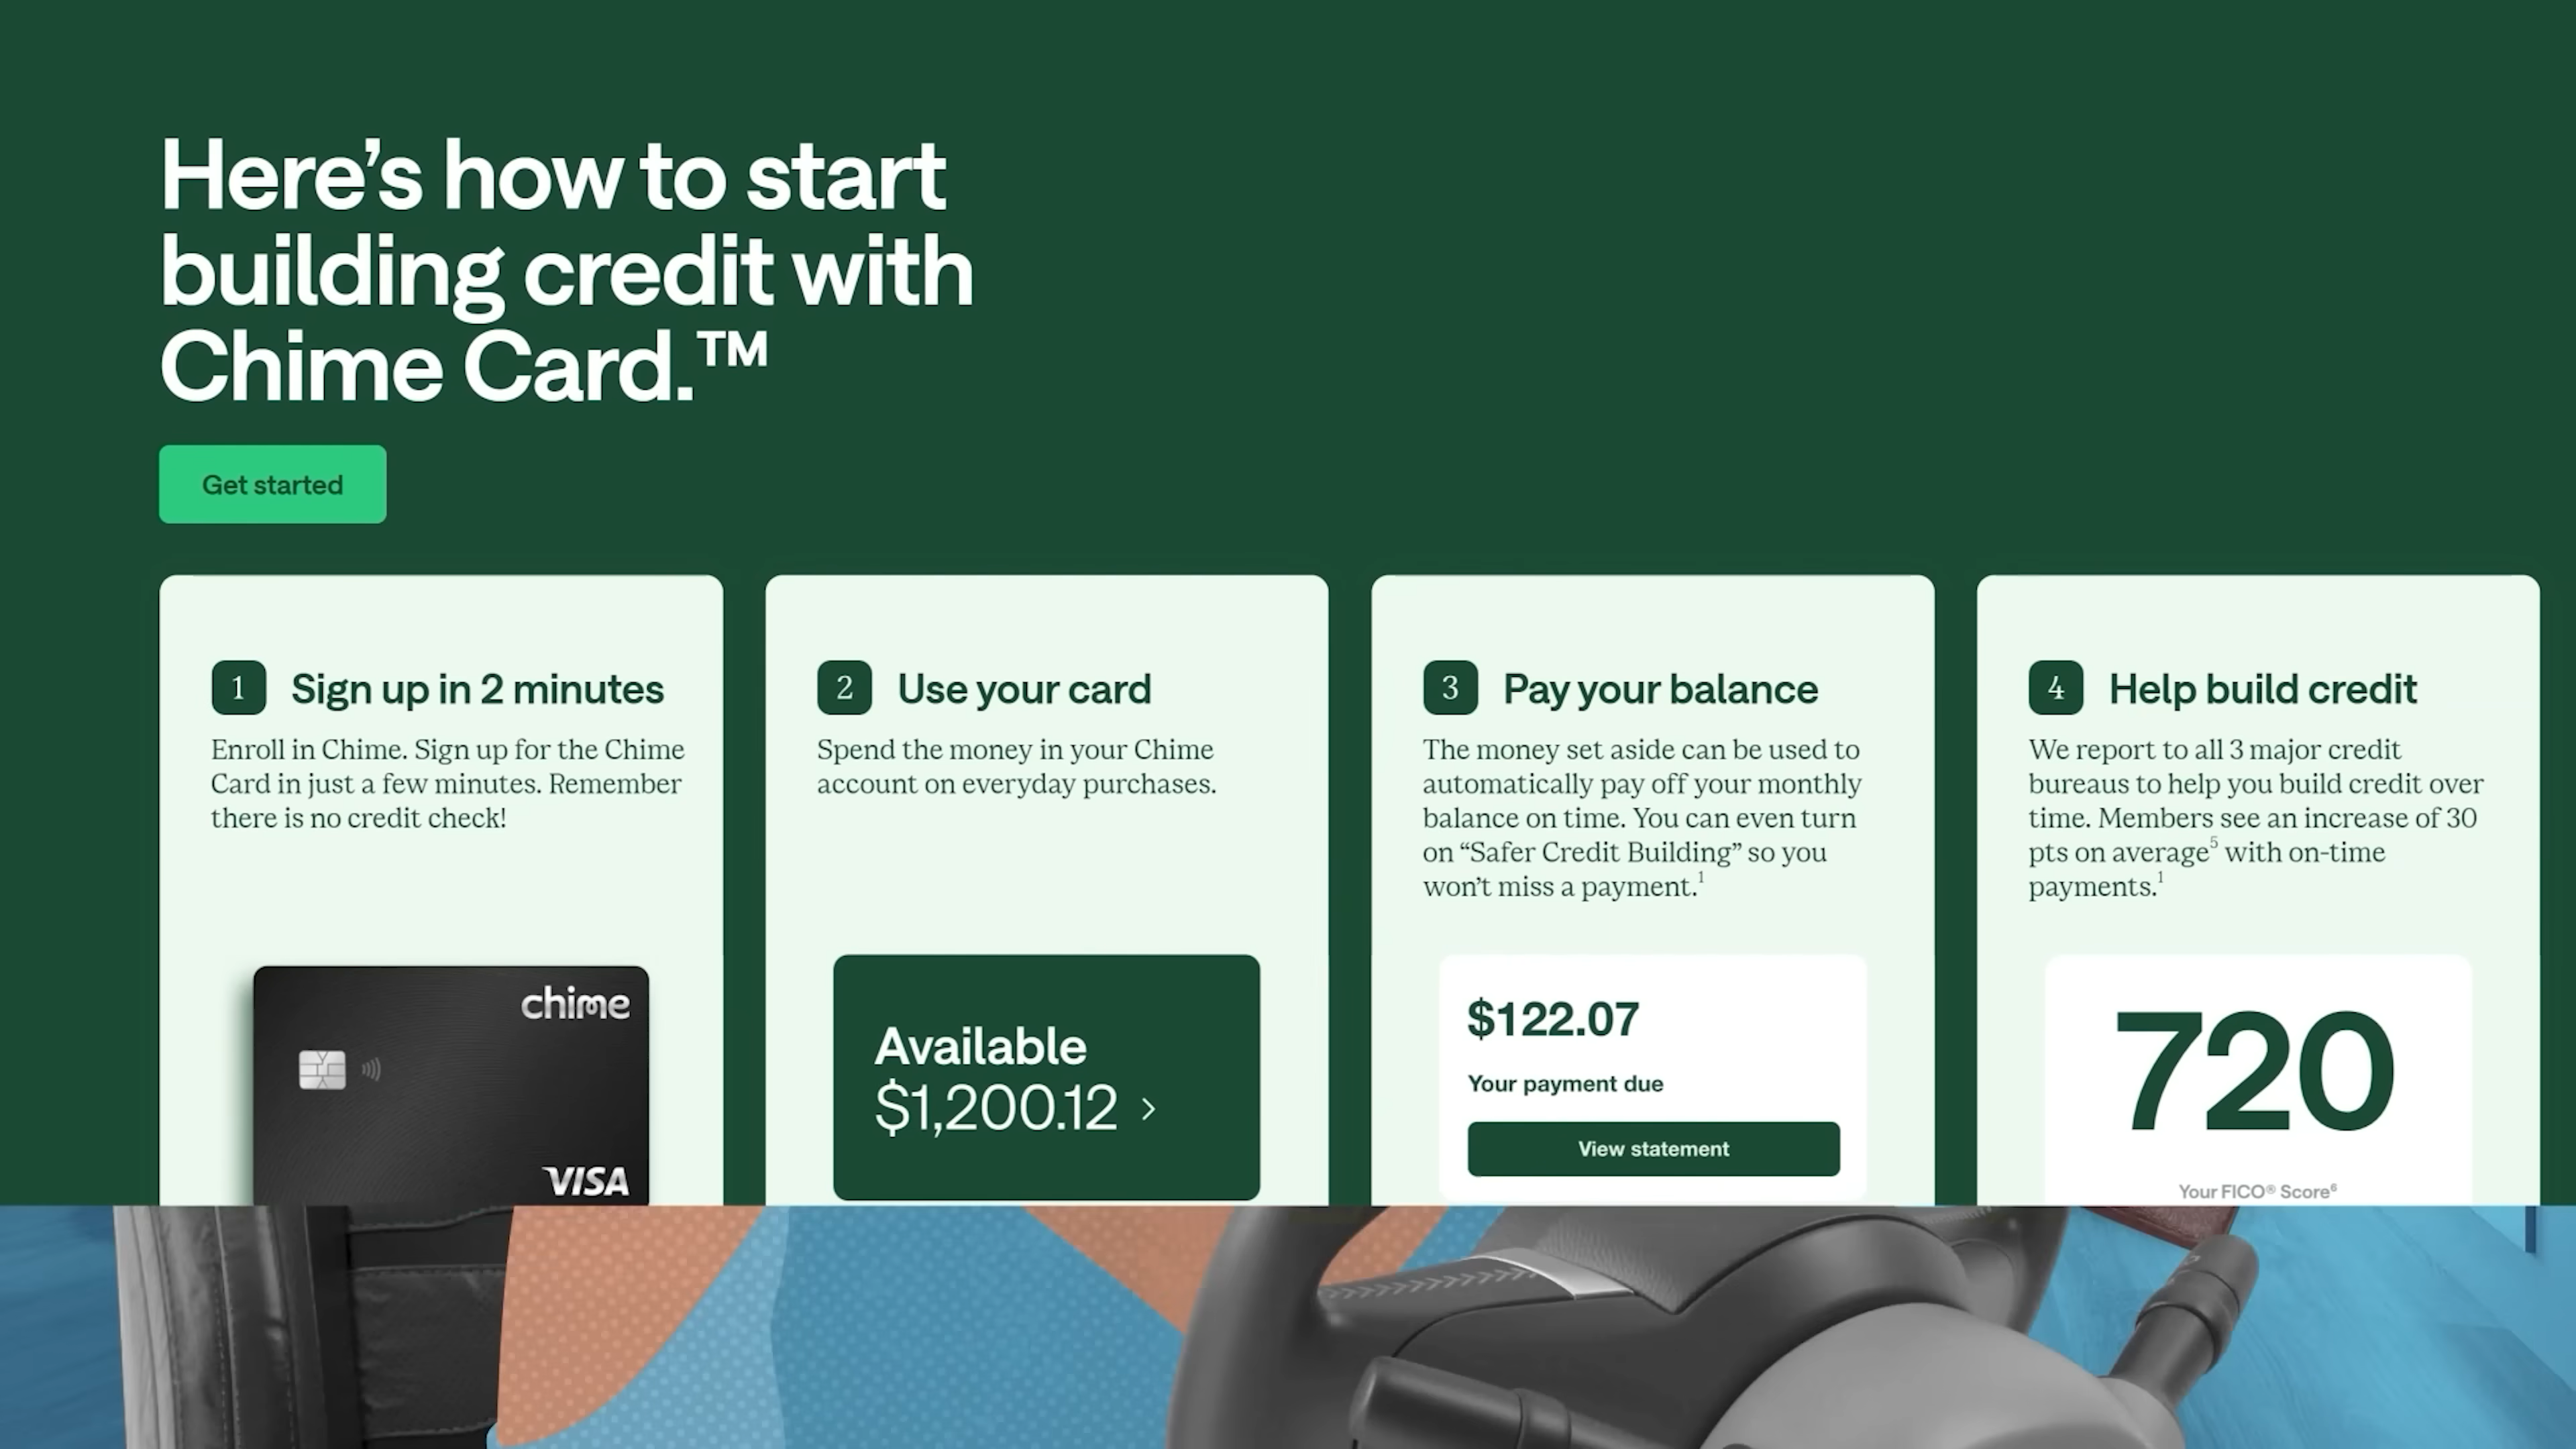 Here’s how to start
building credit with
Chime Card.™
Get started
1 Sign up in 2 minutes
Enroll in Chime. Sign up for the Chime
Card in just a few minutes. Remember
there is no credit check!
chime
VISA
2 Use your card
Spend the money in your Chime
account on everyday purchases.
Available
$1,200.12 >
3 Pay your balance
The money set aside can be used to
automatically pay off your monthly
balance on time. You can even turn
on “Safer Credit Building” so you
won’t miss a payment.¹
$122.07
Your payment due
View statement
4 Help build credit
We report to all 3 major credit
bureaus to help you build credit over
time. Members see an increase of 30
pts on average⁵ with on-time
payments.¹
720
Your FICO® Score⁶